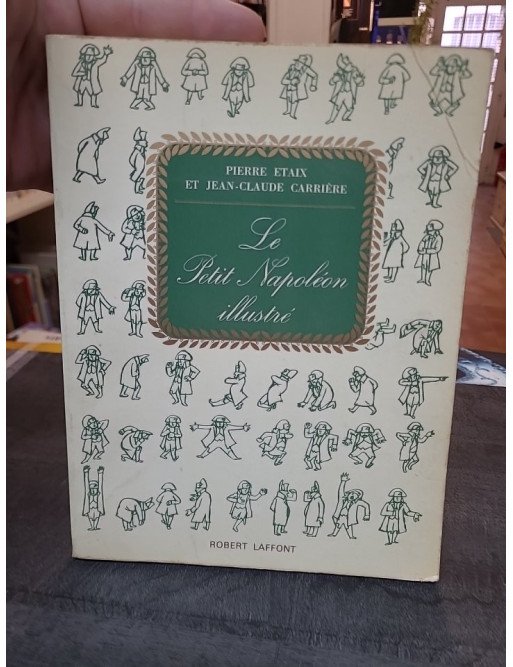 PIERRE ETAIX
ET JEAN-CLAUDE CARRIÈRE
Le
Petit Napoléon
illustré
ROBERT LAFFONT